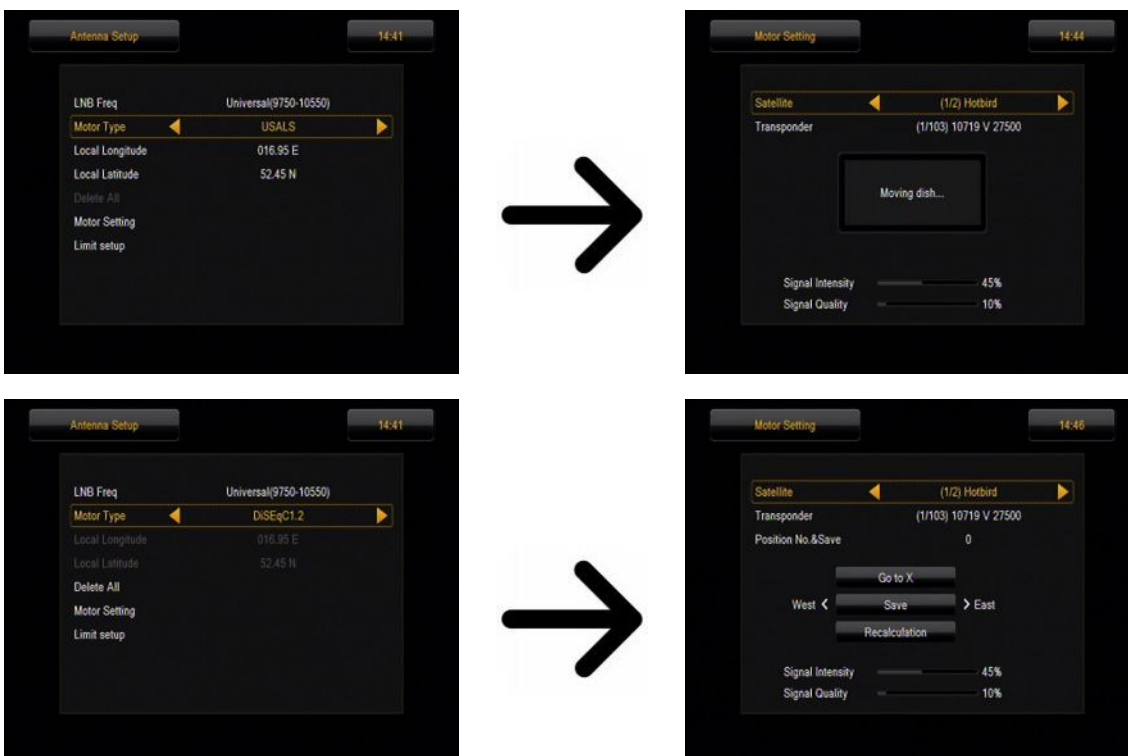 Antenna Setup 14:41
LNB Freq Universal(9750-10550)
Motor Type USALS
Local Longitude 016.95 E
Local Latitude 52.45 N
Delete All
Motor Setting
Limit setup
Motor Setting 14:44
Satellite (1/2) Hotbird
Transponder (1/103) 10719 V 27500
Moving dish...
Signal Intensity 45%
Signal Quality 10%
Antenna Setup 14:41
LNB Freq Universal(9750-10550)
Motor Type DiSEqC1.2
Local Longitude 016.95 E
Local Latitude 52.45 N
Delete All
Motor Setting
Limit setup
Motor Setting 14:46
Satellite (1/2) Hotbird
Transponder (1/103) 10719 V 27500
Position No.&Save 0
Go to X
West < Save > East
Recalculation
Signal Intensity 45%
Signal Quality 10%